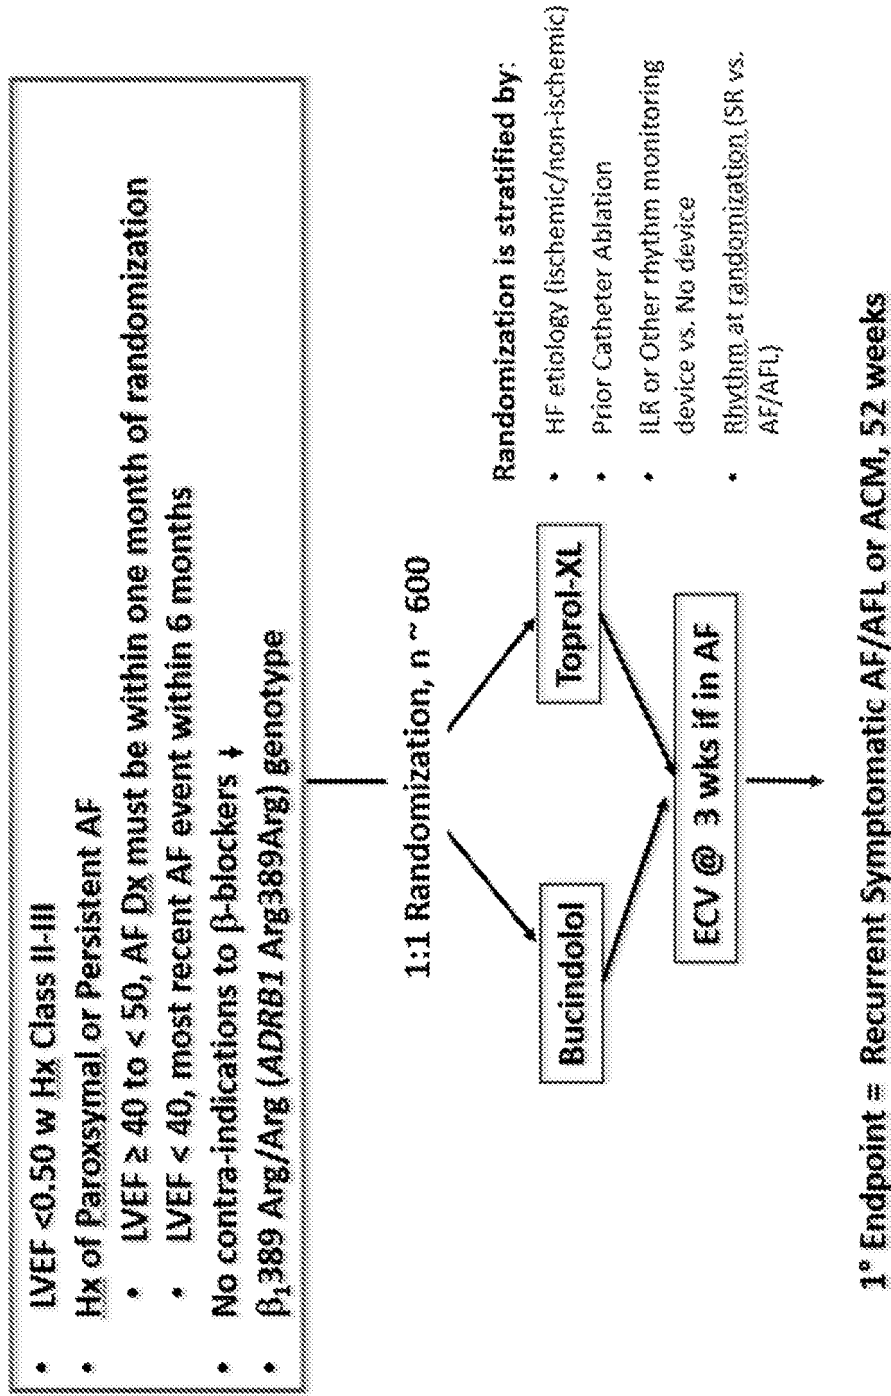 • LVEF <0.50 w Hx Class II-III
• Hx of Paroxsymal or Persistent AF
• LVEF ≥ 40 to < 50, AF Dx must be within one month of randomization
• LVEF < 40, most recent AF event within 6 months
• No contra-indications to β-blockers
• β₁389 Arg/Arg (ADRB1 Arg389Arg) genotype
1:1 Randomization, n ~ 600
Bucindolol
Toprol-XL
ECV @ 3 wks if in AF
Randomization is stratified by:
• HF etiology (ischemic/non-ischemic)
• Prior Catheter Ablation
• ILR or Other rhythm monitoring
device vs. No device
• Rhythm at randomization (SR vs.
AF/AFL)
1° Endpoint = Recurrent Symptomatic AF/AFL or ACM, 52 weeks